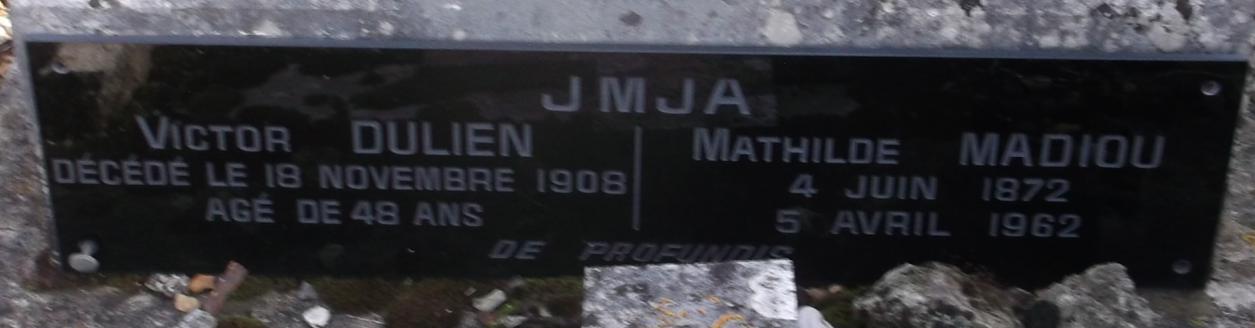 JMJA
VICTOR DULIEN
DÉCÉDÉ LE 18 NOVEMBRE 1908
AGÉ DE 48 ANS
MATHILDE MADIOU
4 JUIN 1872
5 AVRIL 1962
DE PROFUNDIS